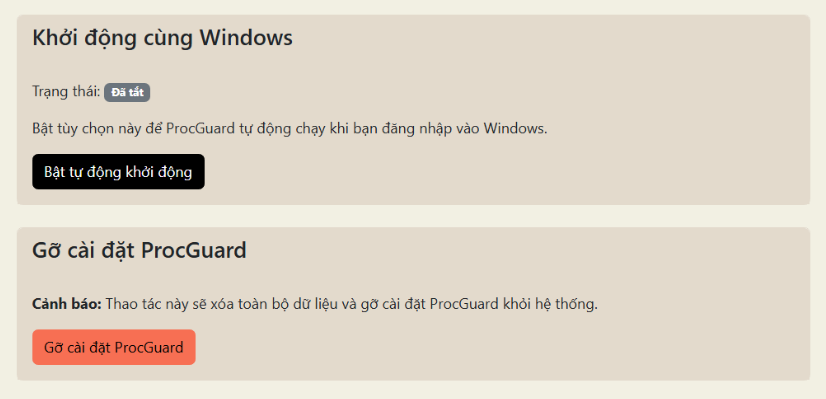 Khởi động cùng Windows
Trạng thái: Đã tắt
Bật tùy chọn này để ProcGuard tự động chạy khi bạn đăng nhập vào Windows.
Bật tự động khởi động
Gỡ cài đặt ProcGuard
Cảnh báo: Thao tác này sẽ xóa toàn bộ dữ liệu và gỡ cài đặt ProcGuard khỏi hệ thống.
Gỡ cài đặt ProcGuard